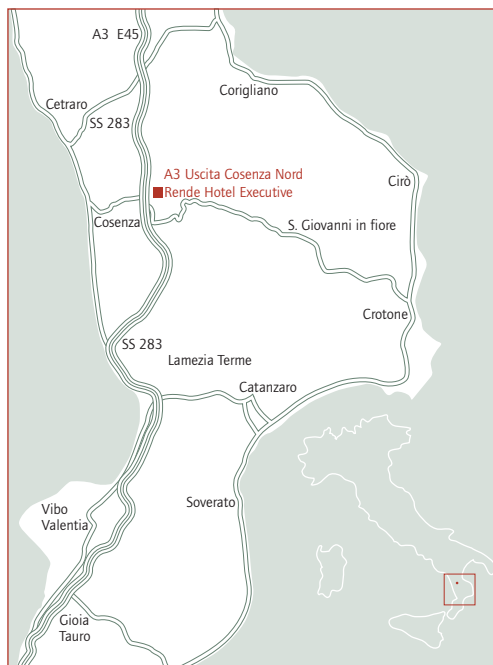 A3 E45
Corigliano
Cetraro
SS 283
A3 Uscita Cosenza Nord
Rende Hotel Executive
Cirò
Cosenza
S. Giovanni in fiore
Crotone
SS 283
Lamezia Terme
Catanzaro
Soverato
Vibo
Valentia
Gioia
Tauro